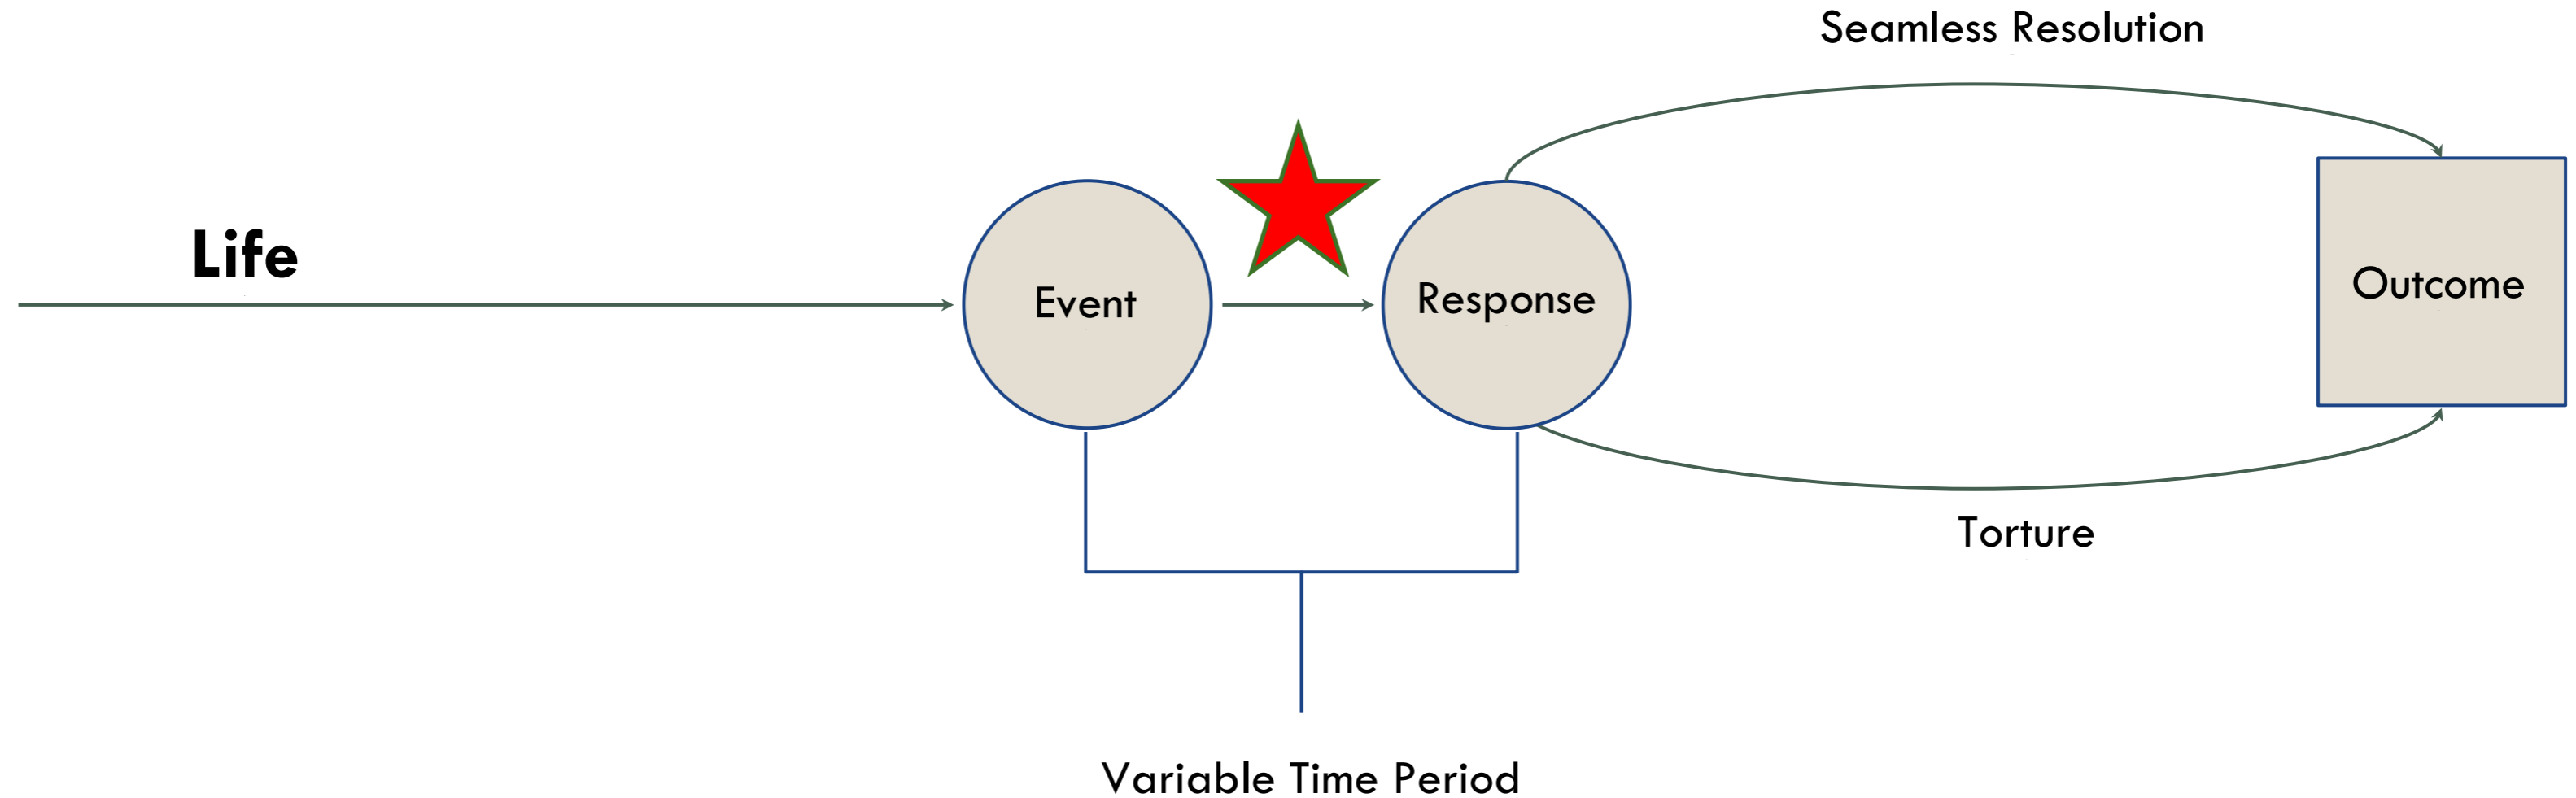 Seamless Resolution
Life
Event
Response
Outcome
Torture
Variable Time Period